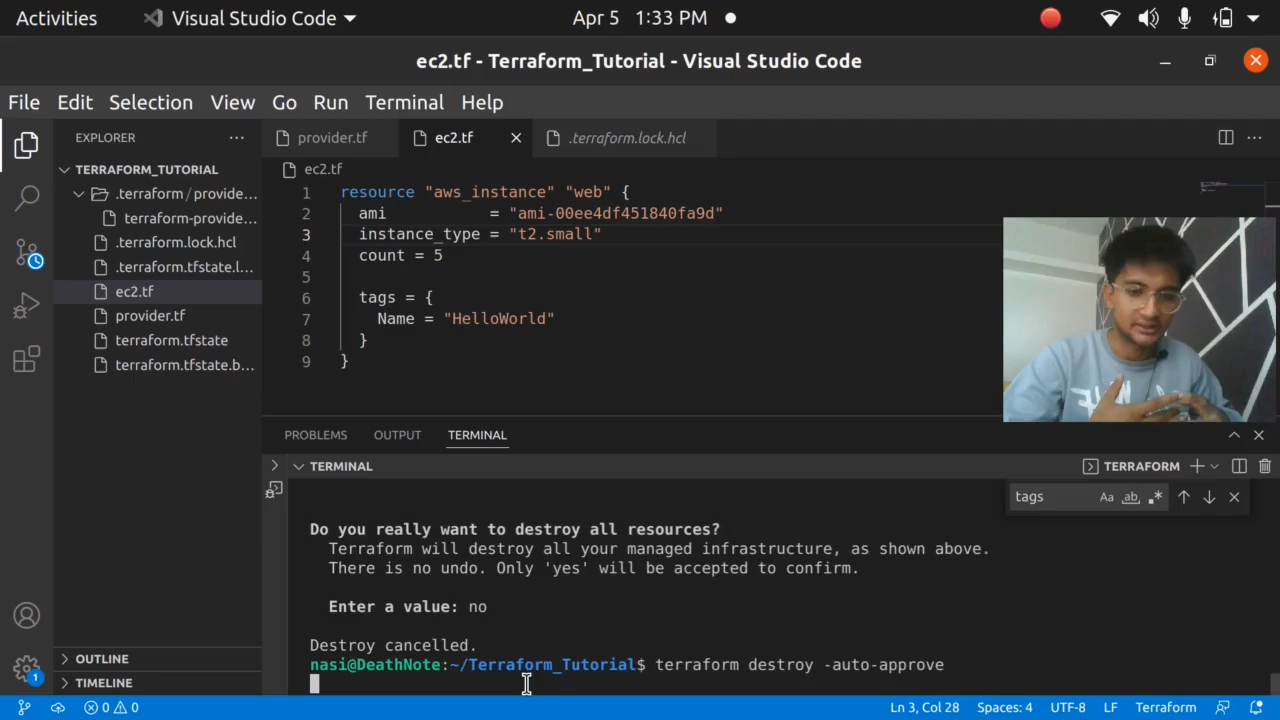 Activities
Visual Studio Code
Apr 5 1:33 PM
ec2.tf - Terraform_Tutorial - Visual Studio Code
File Edit Selection View Go Run Terminal Help
EXPLORER
provider.tf
ec2.tf
.terraform.lock.hcl
TERRAFORM_TUTORIAL
.terraform / provide...
terraform-provide...
.terraform.lock.hcl
.terraform.tfstate.l...
ec2.tf
provider.tf
terraform.tfstate
terraform.tfstate.b...
OUTLINE
TIMELINE
ec2.tf
1 resource "aws_instance" "web" {
2 ami = "ami-00ee4df451840fa9d"
3 instance_type = "t2.small"
4 count = 5
5
6 tags = {
7 Name = "HelloWorld"
8 }
9 }
PROBLEMS OUTPUT TERMINAL
TERMINAL
TERRAFORM
tags
Aa ab .*
Do you really want to destroy all resources?
Terraform will destroy all your managed infrastructure, as shown above.
There is no undo. Only 'yes' will be accepted to confirm.
Enter a value: no
Destroy cancelled.
nasi@DeathNote:~/Terraform_Tutorial$ terraform destroy -auto-approve
1
0 0
Ln 3, Col 28 Spaces: 4 UTF-8 LF Terraform